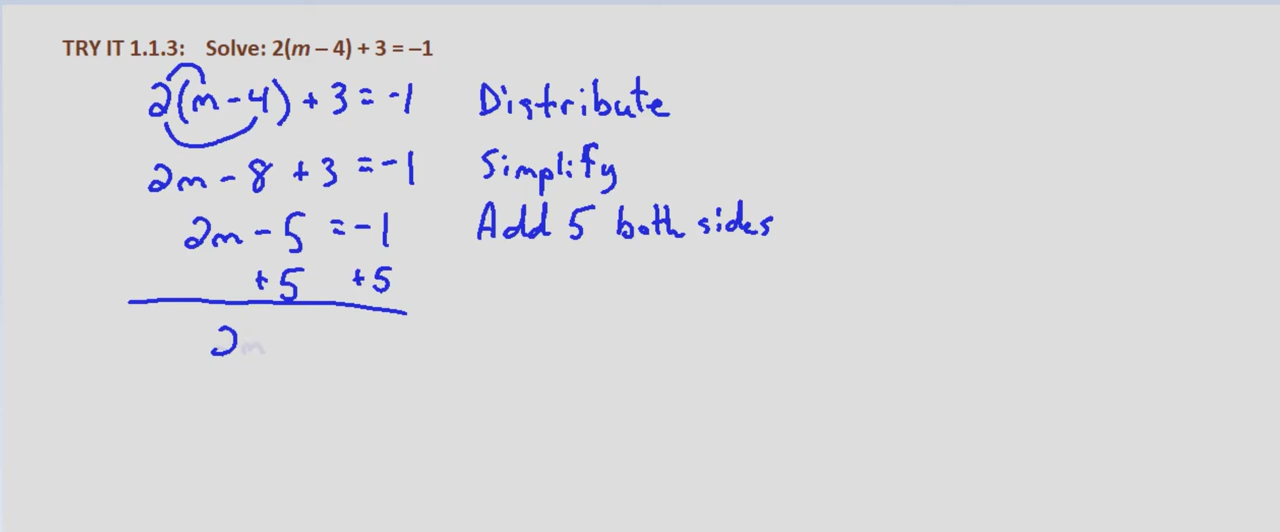 TRY IT 1.1.3: Solve: 2(m – 4) + 3 = –1
2(m - 4) + 3 = -1 Distribute
2m - 8 + 3 = -1 Simplify
2m - 5 = -1 Add 5 both sides
+5 +5
2m